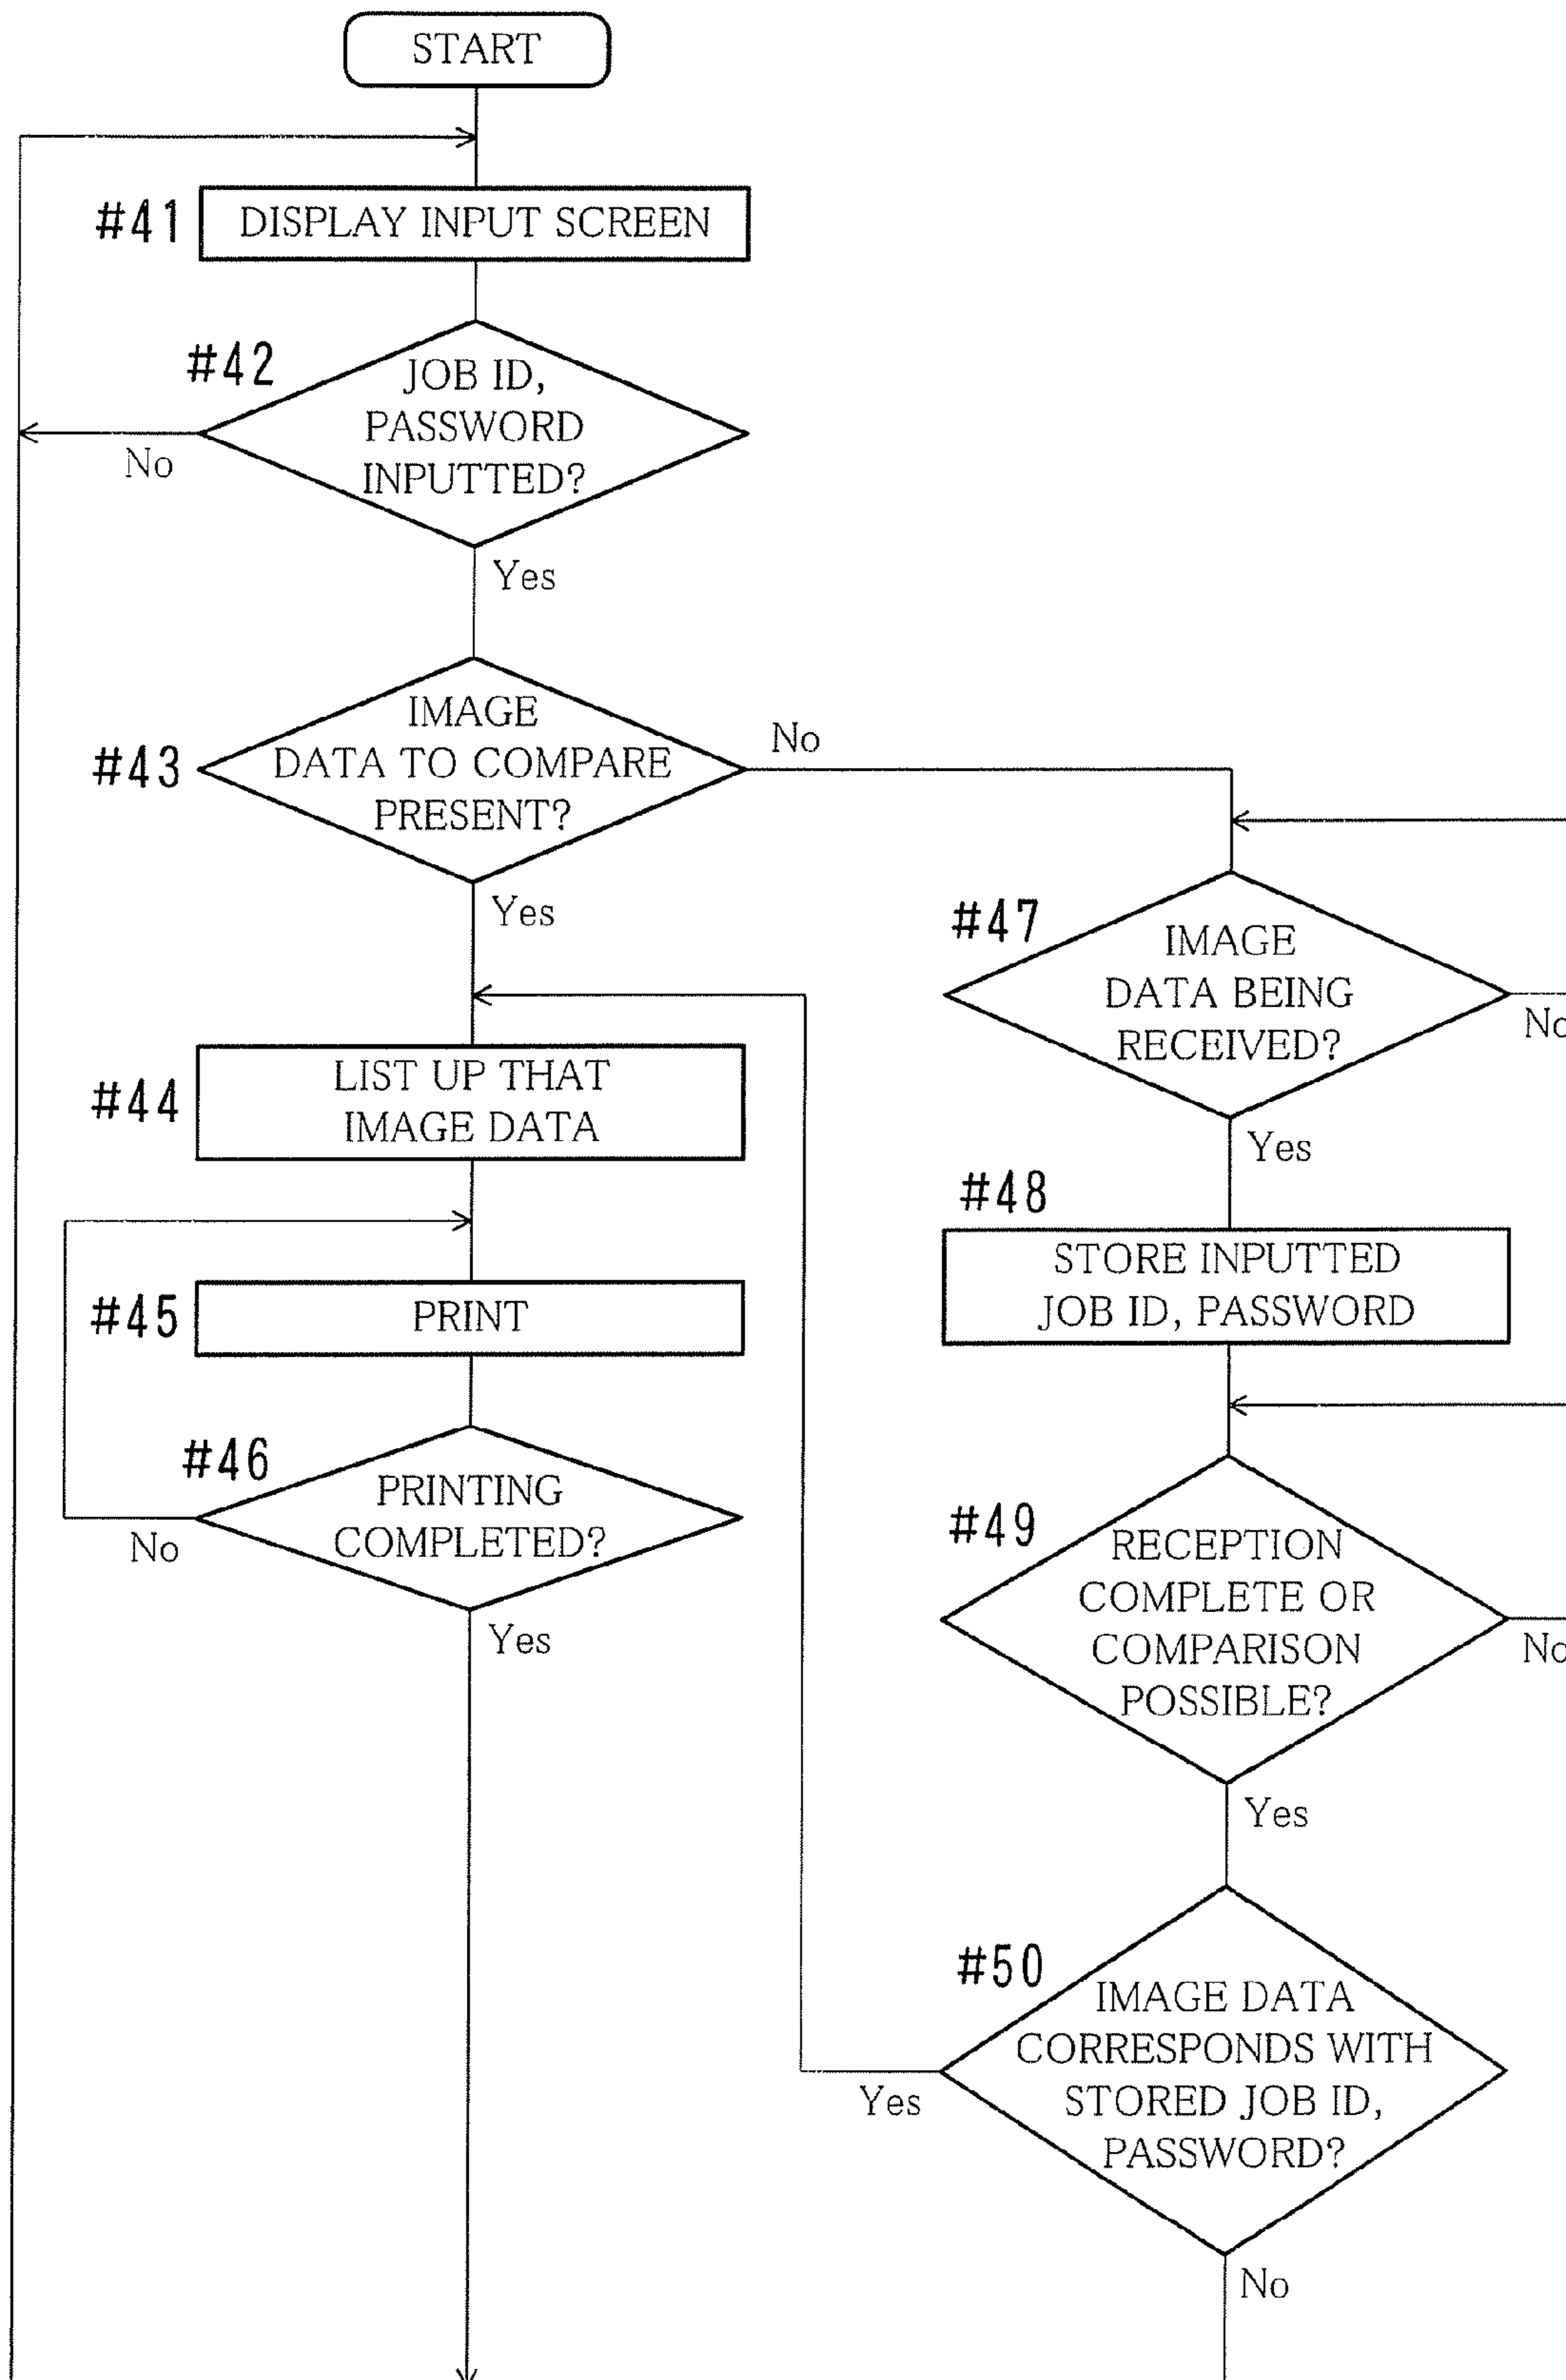 START
#41
DISPLAY INPUT SCREEN
#42
JOB ID,
PASSWORD
INPUTTED?
No
Yes
#43
IMAGE
DATA TO COMPARE
PRESENT?
No
Yes
#44
LIST UP THAT
IMAGE DATA
#45
PRINT
#46
PRINTING
COMPLETED?
No
Yes
#47
IMAGE
DATA BEING
RECEIVED?
No
Yes
#48
STORE INPUTTED
JOB ID, PASSWORD
#49
RECEPTION
COMPLETE OR
COMPARISON
POSSIBLE?
No
Yes
#50
IMAGE DATA
CORRESPONDS WITH
STORED JOB ID,
PASSWORD?
Yes
No